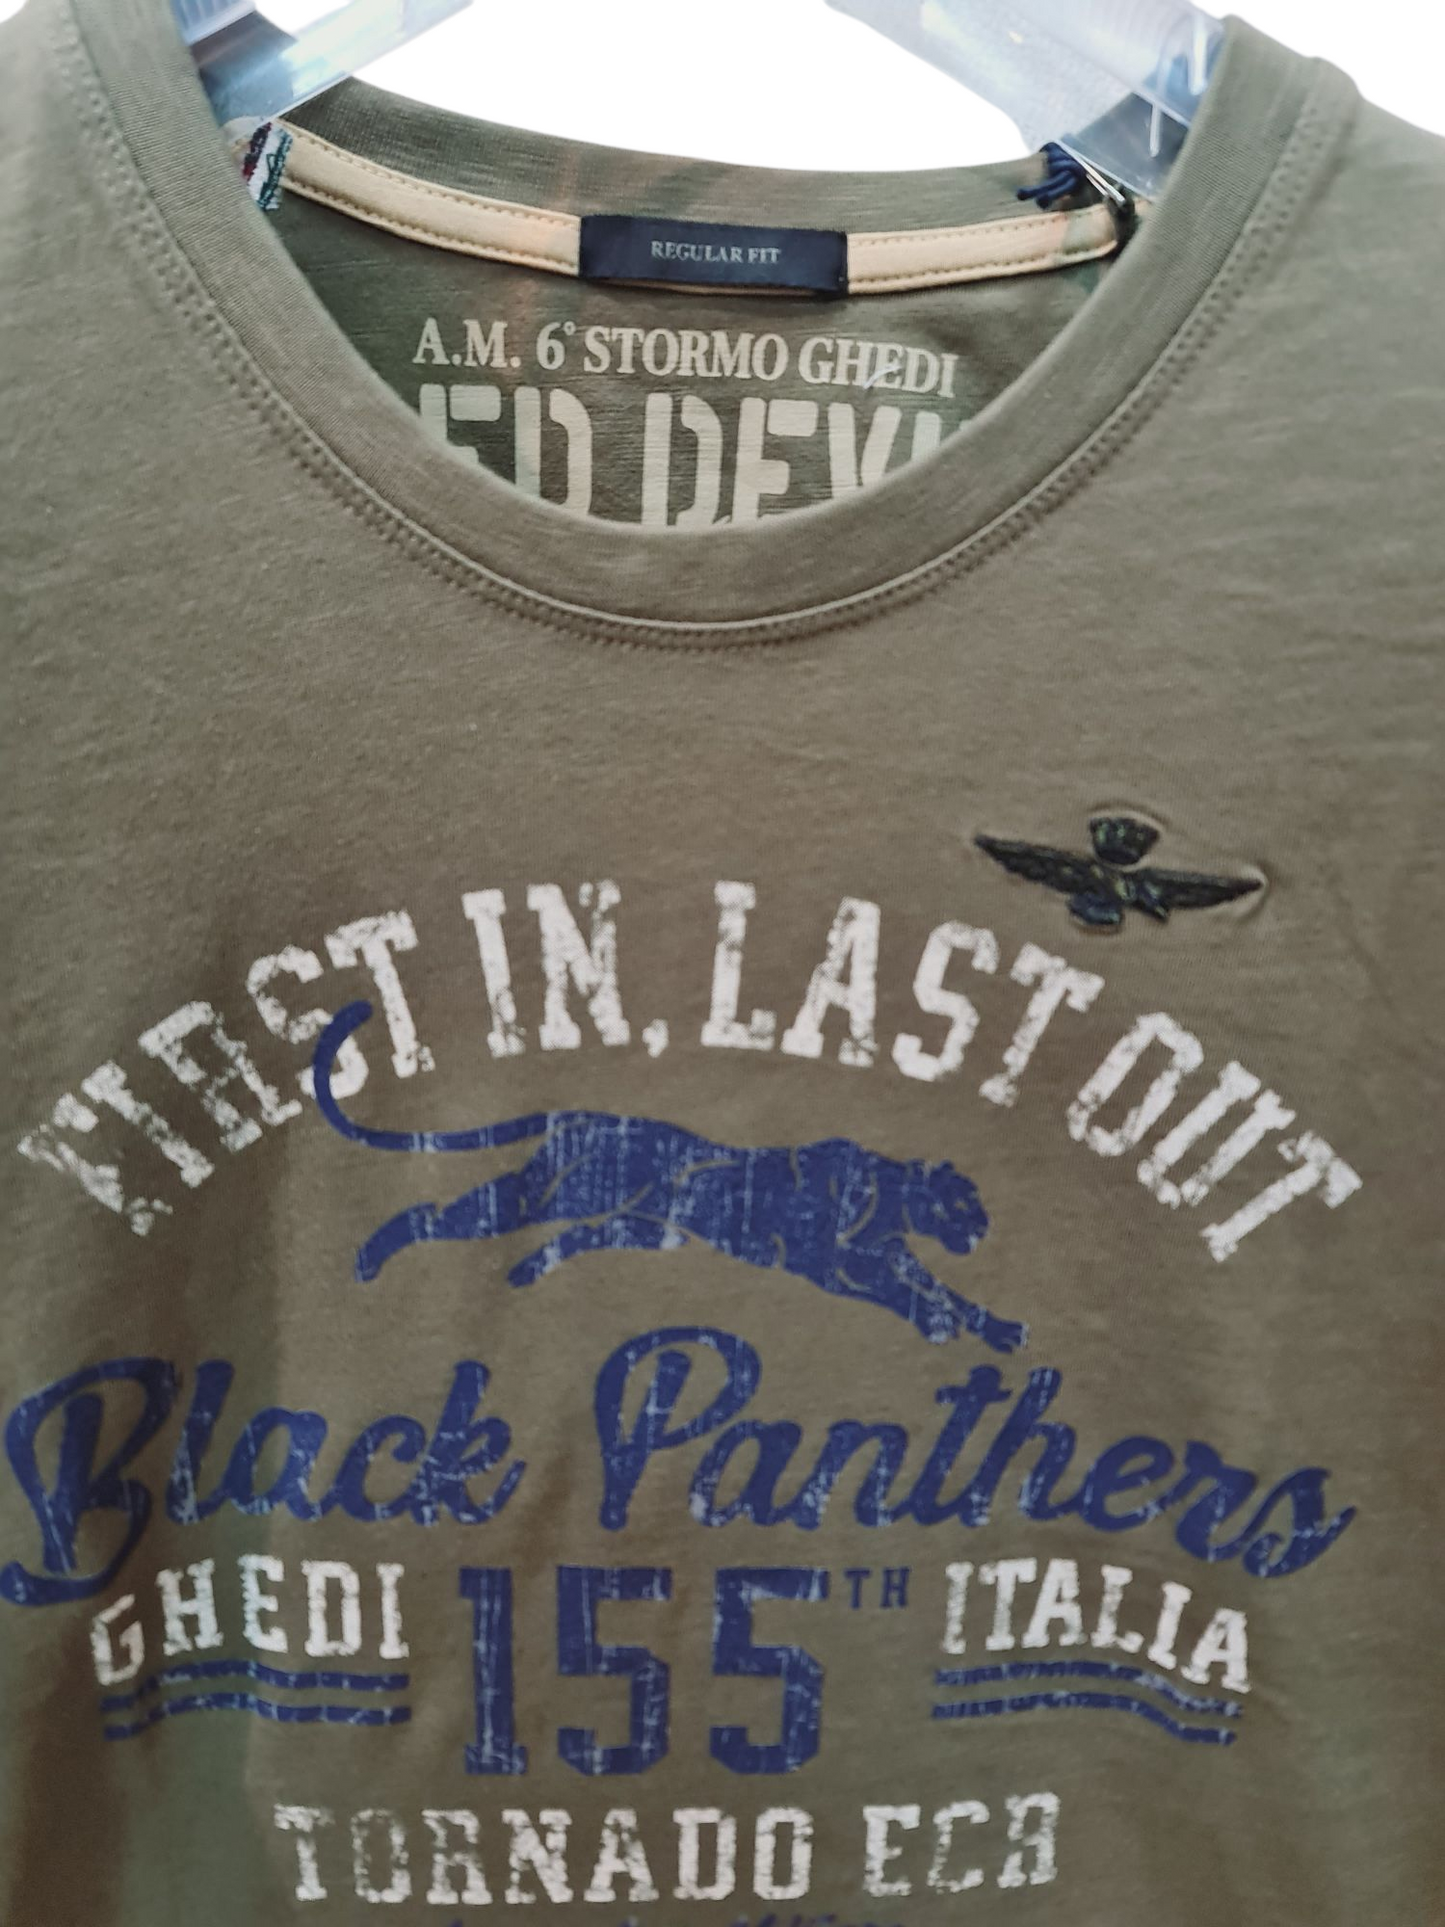 REGULAR FIT
A.M. 6° STORMO GHEDI
FIRST IN, LAST OUT
Black Panthers
GHEDI 155TH ITALIA
TORNADO ECR